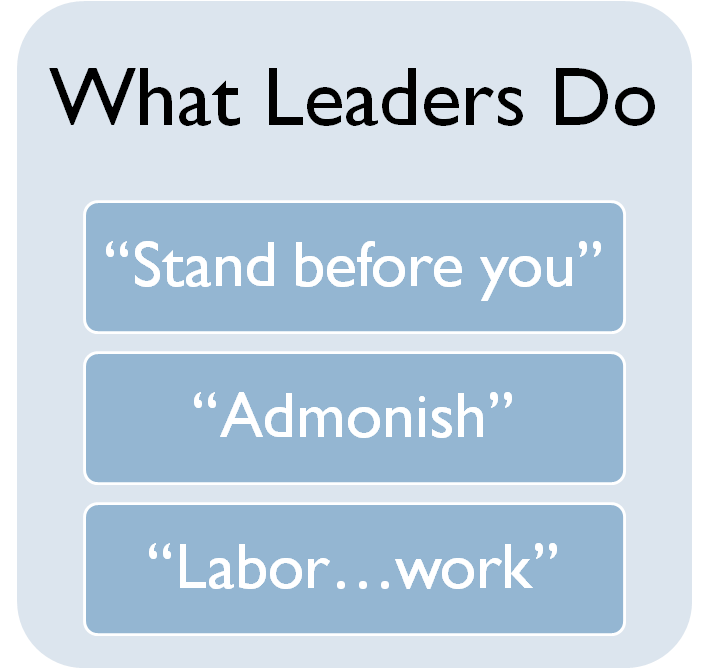 What Leaders Do
“Stand before you”
“Admonish”
“Labor…work”